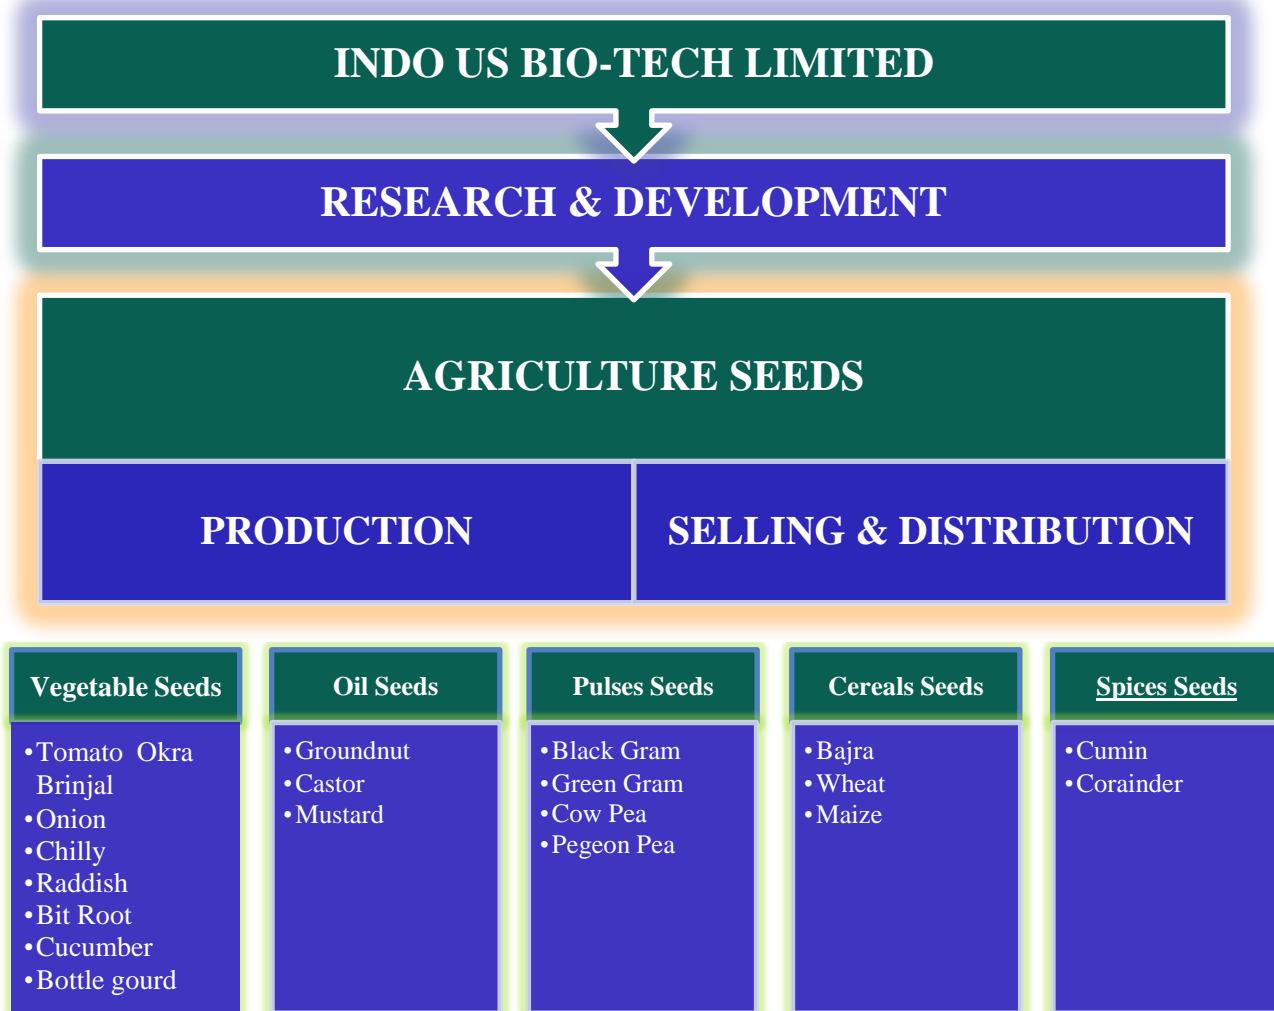 INDO US BIO-TECH LIMITED
RESEARCH & DEVELOPMENT
AGRICULTURE SEEDS
PRODUCTION
SELLING & DISTRIBUTION
Vegetable Seeds
•Tomato Okra
Brinjal
•Onion
•Chilly
•Raddish
•Bit Root
•Cucumber
•Bottle gourd
Oil Seeds
•Groundnut
•Castor
•Mustard
Pulses Seeds
•Black Gram
•Green Gram
•Cow Pea
•Pegeon Pea
Cereals Seeds
•Bajra
•Wheat
•Maize
Spices Seeds
•Cumin
•Corainder